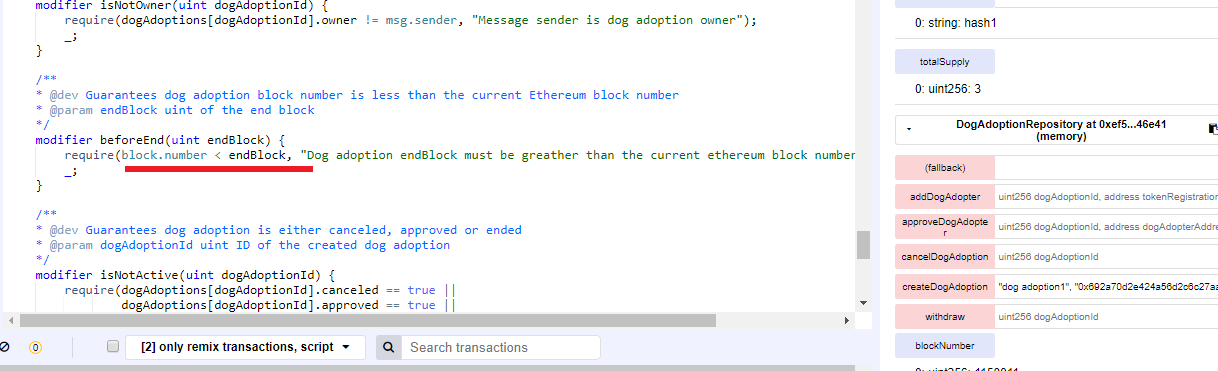 modifier isNotOwner(uint dogAdoptionId) {
require(dogAdoptions[dogAdoptionId].owner != msg.sender, "Message sender is dog adoption owner");
_;
}
/**
* @dev Guarantees dog adoption block number is less than the current Ethereum block number
* @param endBlock uint of the end block
*/
modifier beforeEnd(uint endBlock) {
require(block.number < endBlock, "Dog adoption endBlock must be greather than the current ethereum block number
_;
}
/**
* @dev Guarantees dog adoption is either canceled, approved or ended
* @param dogAdoptionId uint ID of the created dog adoption
*/
modifier isNotActive(uint dogAdoptionId) {
require(dogAdoptions[dogAdoptionId].canceled == true ||
dogAdoptions[dogAdoptionId].approved == true ||
0
[2] only remix transactions, script
Search transactions
0: string: hash1
totalSupply
0: uint256: 3
DogAdoptionRepository at 0xef5...46e41
(memory)
(fallback)
addDogAdopter uint256 dogAdoptionId, address tokenRegistration
approveDogAdopte
r
uint256 dogAdoptionId, address dogAdopterAddre
cancelDogAdoption uint256 dogAdoptionId
createDogAdoption "dog adoption1", "0x692a70d2e424a56d2c6c27aa
withdraw uint256 dogAdoptionId
blockNumber